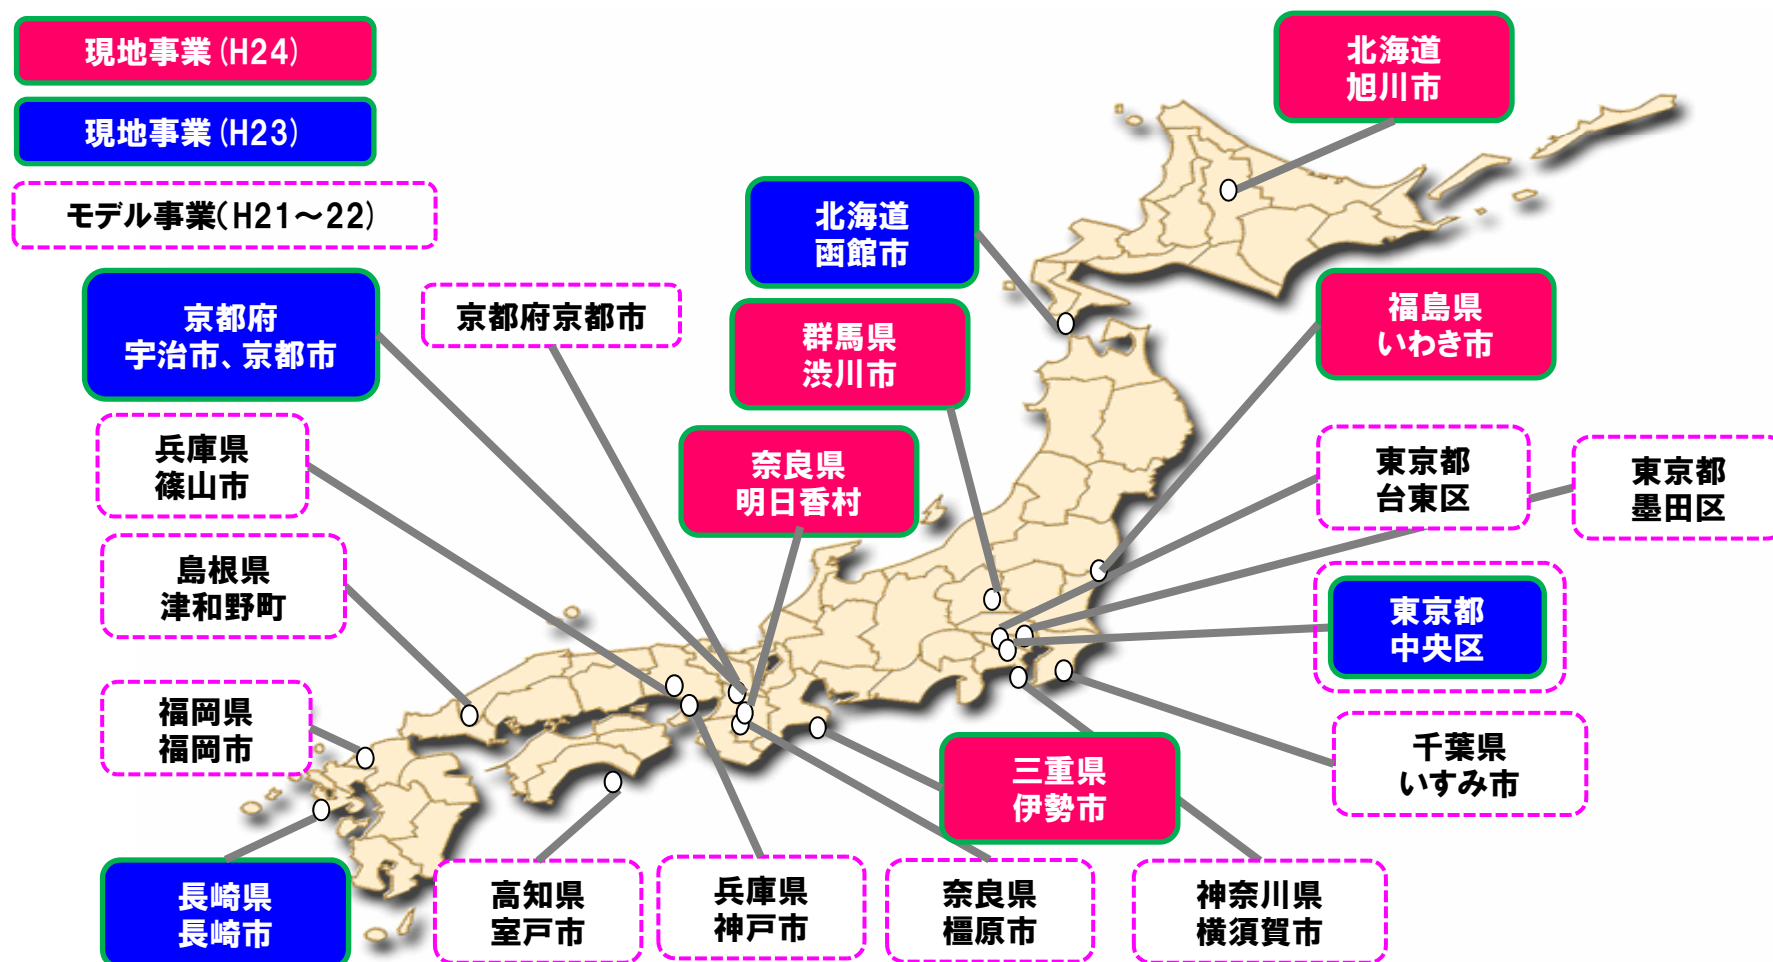 現地事業(H24)
現地事業(H23)
モデル事業(H21～22)
北海道
旭川市
北海道
函館市
京都府
宇治市、京都市
京都府京都市
群馬県
渋川市
福島県
いわき市
兵庫県
篠山市
奈良県
明日香村
東京都
台東区
東京都
墨田区
島根県
津和野町
東京都
中央区
福岡県
福岡市
三重県
伊勢市
千葉県
いすみ市
長崎県
長崎市
高知県
室戸市
兵庫県
神戸市
奈良県
橿原市
神奈川県
横須賀市